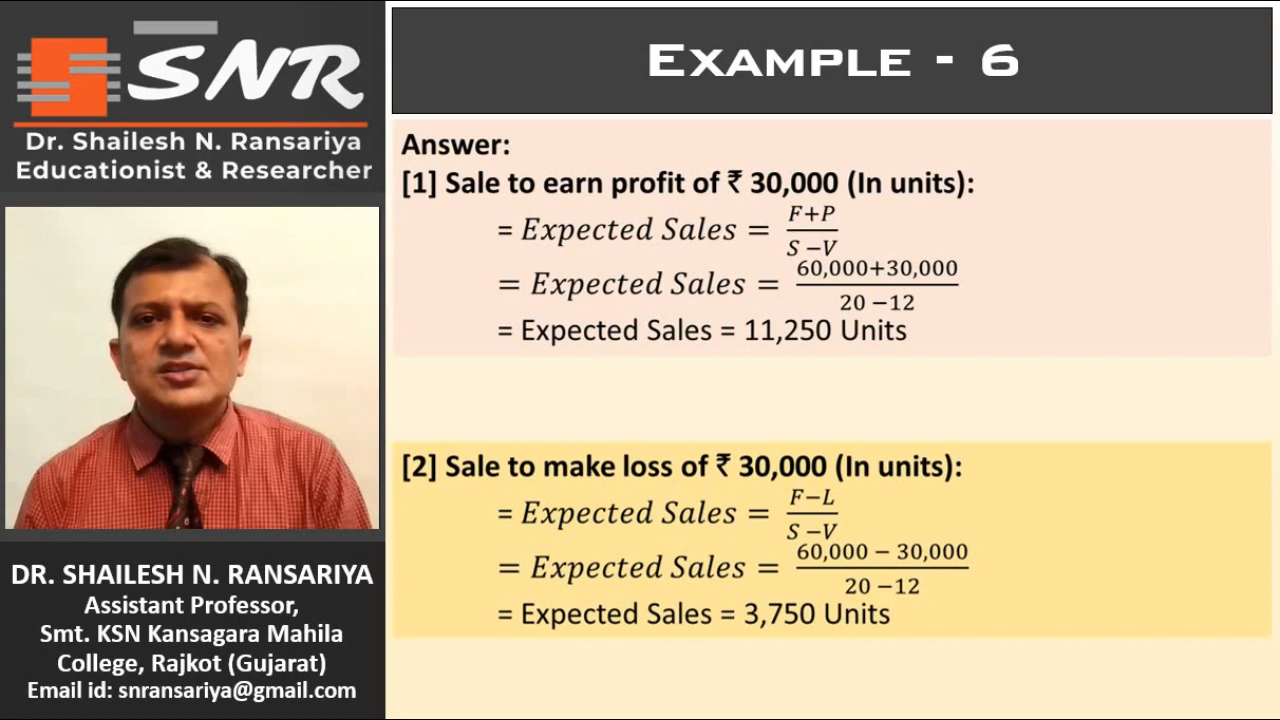 SNR
Dr. Shailesh N. Ransariya
Educationist & Researcher
DR. SHAILESH N. RANSARIYA
Assistant Professor,
Smt. KSN Kansagara Mahila
College, Rajkot (Gujarat)
Email id: snransariya@gmail.com
EXAMPLE - 6
Answer:
[1] Sale to earn profit of ₹ 30,000 (In units):
= Expected Sales = F+P / S −V
= Expected Sales = 60,000+30,000 / 20 −12
= Expected Sales = 11,250 Units
[2] Sale to make loss of ₹ 30,000 (In units):
= Expected Sales = F−L / S −V
= Expected Sales = 60,000 − 30,000 / 20 −12
= Expected Sales = 3,750 Units